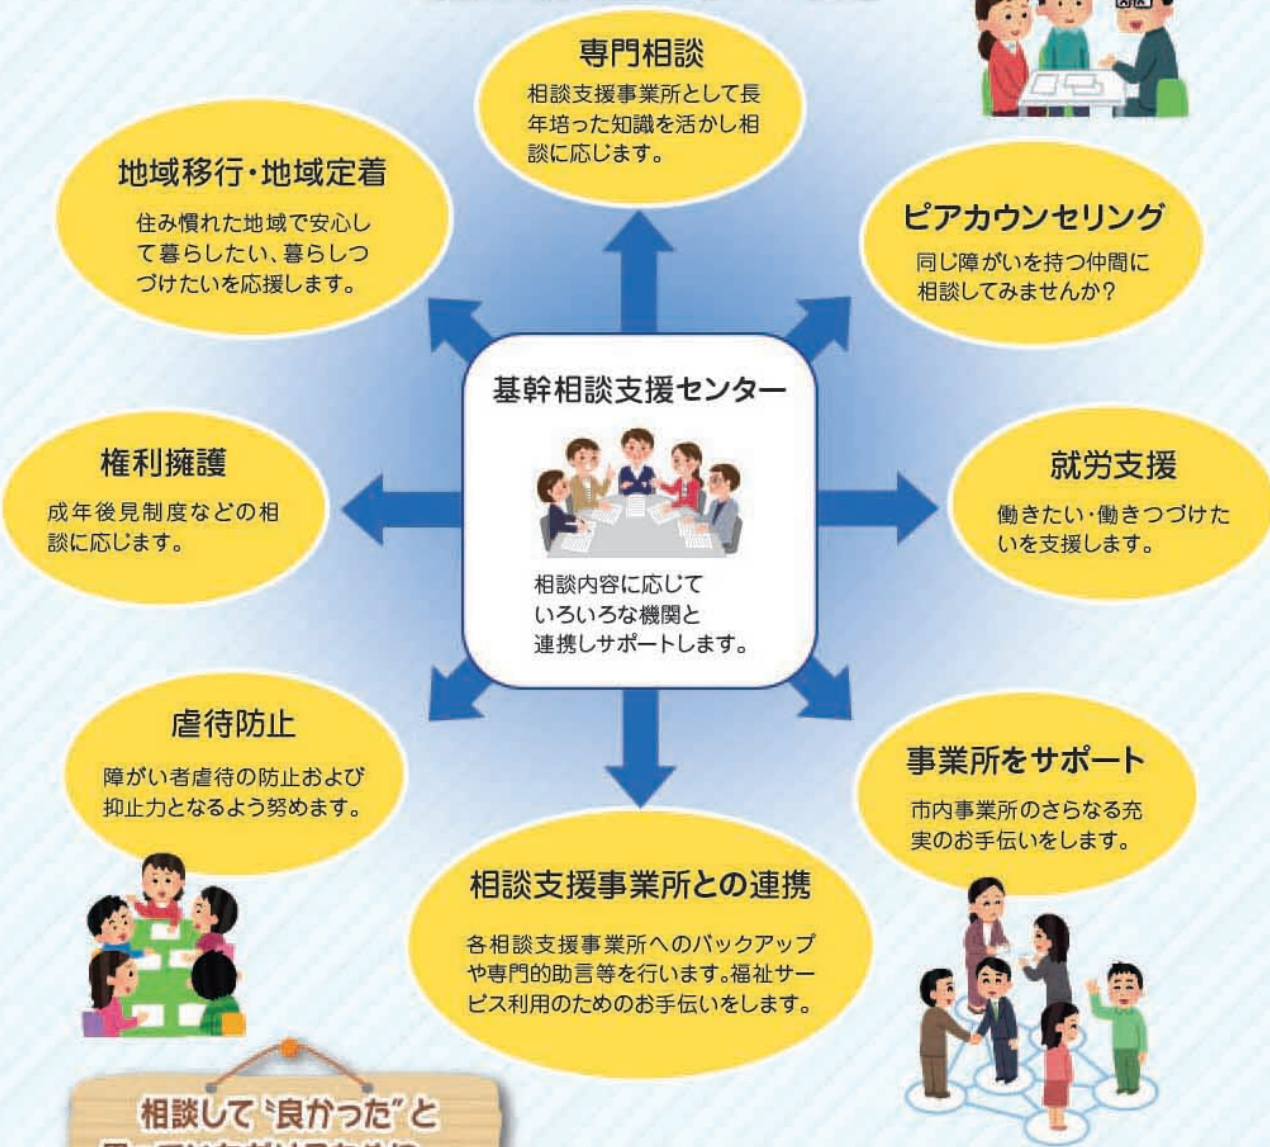 専門相談
相談支援事業所として長
年培った知識を活かし相
談に応じます。
地域移行・地域定着
住み慣れた地域で安心し
て暮らしたい、暮らしつ
づけたいを応援します。
ピアカウンセリング
同じ障がいを持つ仲間に
相談してみませんか?
基幹相談支援センター
相談内容に応じて
いろいろな機関と
連携しサポートします。
権利擁護
成年後見制度などの相
談に応じます。
就労支援
働きたい・働きつづけた
いを支援します。
虐待防止
障がい者虐待の防止および
抑止力となるよう努めます。
事業所をサポート
市内事業所のさらなる充
実のお手伝いをします。
相談支援事業所との連携
各相談支援事業所へのバックアップ
や専門的助言等を行います。福祉サー
ビス利用のためのお手伝いをします。
相談して〝良かった〟と